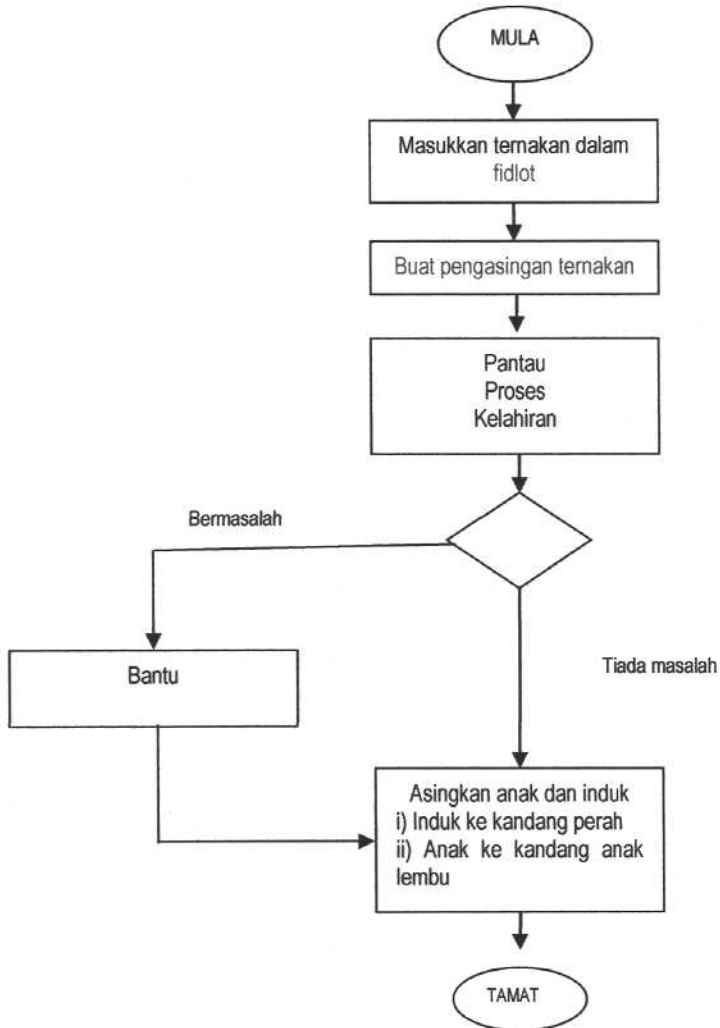 MULA
Masukkan ternakan dalam
fidlot
Buat pengasingan ternakan
Pantau
Proses
Kelahiran
Bermasalah
Bantu
Tiada masalah
Asingkan anak dan induk
i) Induk ke kandang perah
ii) Anak ke kandang anak
lembu
TAMAT